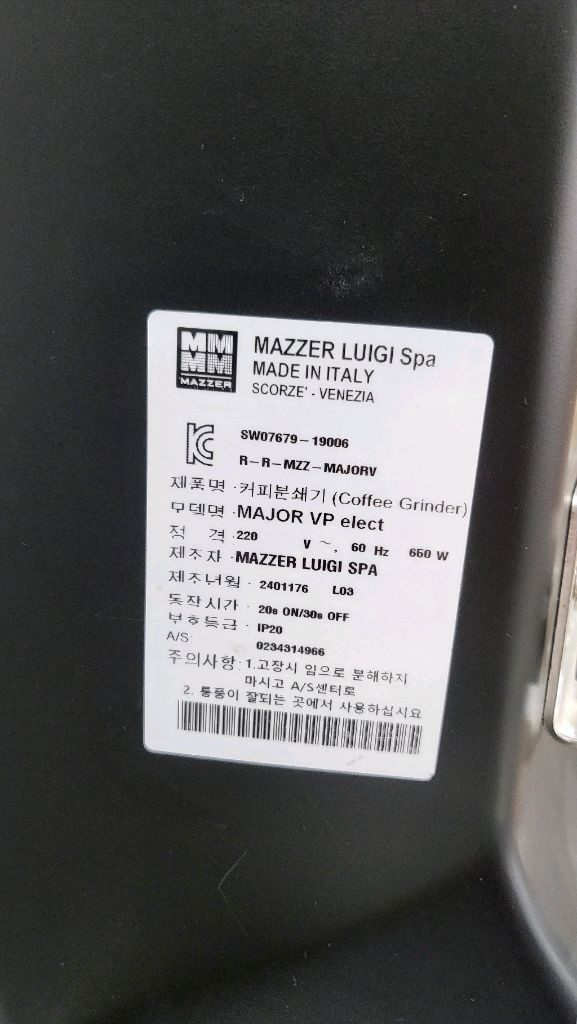 MAZZER
MAZZER LUIGI Spa
MADE IN ITALY
SCORZE' - VENEZIA
SW07679-19006
R-R-MZZ-MAJORV
제품명 · 커피분쇄기 (Coffee Grinder)
모델명 · MAJOR VP elect
정 격 · 220 V ~, 60 Hz 650 W
제조자 · MAZZER LUIGI SPA
제조년월 · 2401176 L03
동작시간 · 20s ON/30s OFF
보호등급 · IP20
A/S: 0234314966
주의사항: 1.고장시 임으로 분해하지
마시고 A/S센터로
2. 통풍이 잘되는 곳에서 사용하십시요